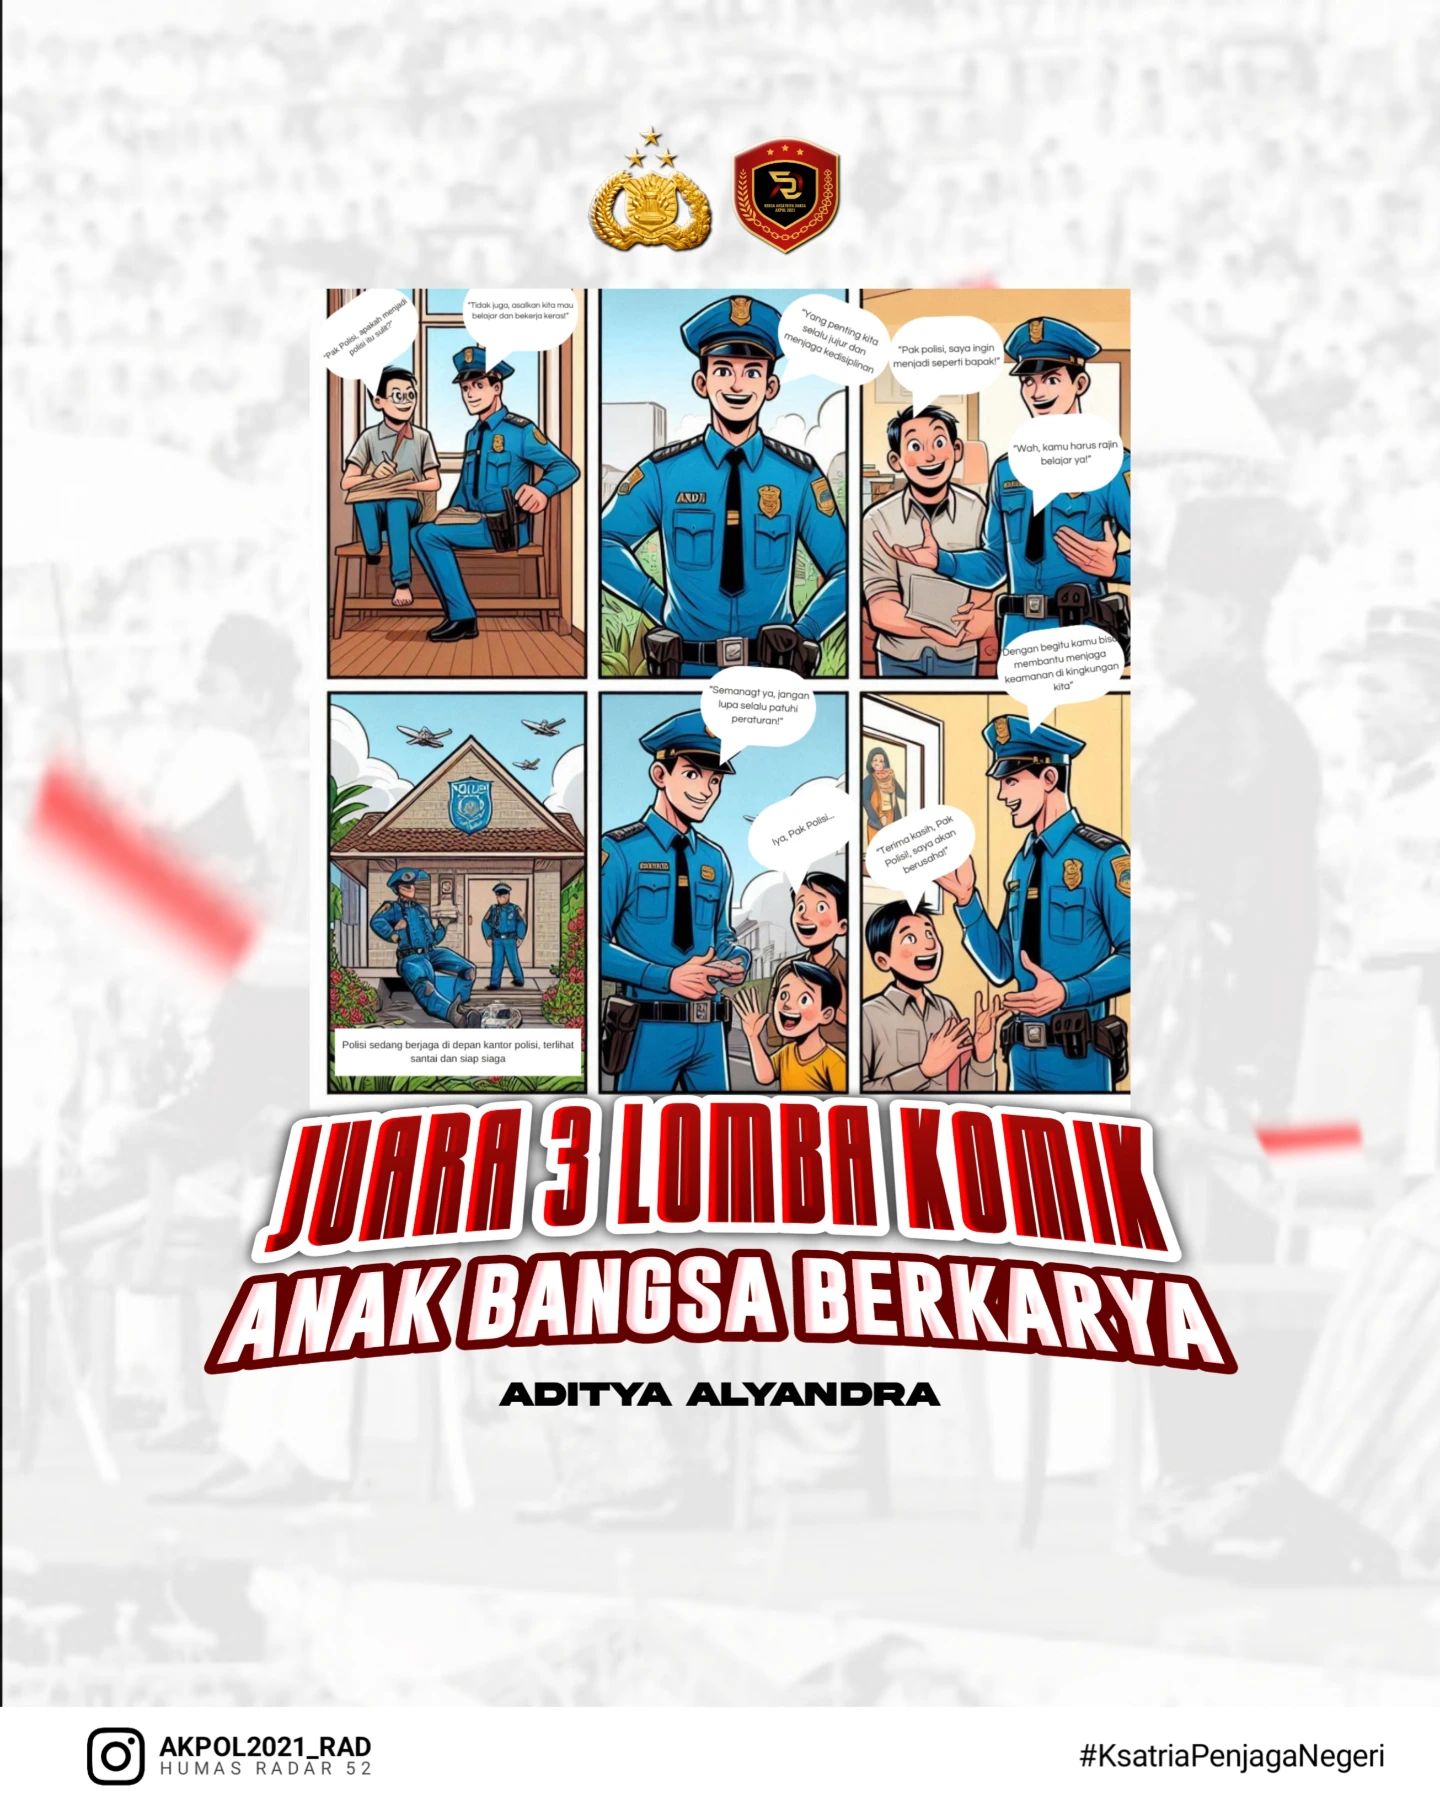 "Pak Polisi, apakah menjadi
polisi itu sulit?"
"Tidak juga, asalkan kita mau
belajar dan bekerja keras!"
"Yang penting kita
selalu jujur dan
menjaga kedisiplinan
"Pak polisi, saya ingin
menjadi seperti bapak!"
"Wah, kamu harus rajin
belajar ya!"
Polisi sedang berjaga di depan kantor polisi, terlihat
santai dan siap siaga
"Semanagt ya, jangan
lupa selalu patuhi
peraturan!"
Iya, Pak Polisi...
Dengan begitu kamu bisa
membantu menjaga
keamanan di kingkungan
kita"
"Terima kasih, Pak
Polisi!, saya akan
berusaha!"
JUARA 3 LOMBA KOMIK
ANAK BANGSA BERKARYA
ADITYA ALYANDRA
AKPOL2021_RAD
HUMAS RADAR 52
#KsatriaPenjagaNegeri